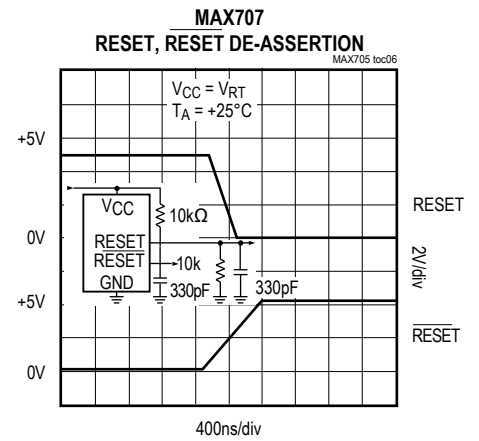 MAX707
RESET, RESET DE-ASSERTION
MAX705 toc06
VCC = VRT
TA = +25°C
+5V
VCC
10kΩ
RESET
0V
RESET
RESET
10k
2V/div
GND
330pF
330pF
+5V
RESET
0V
400ns/div